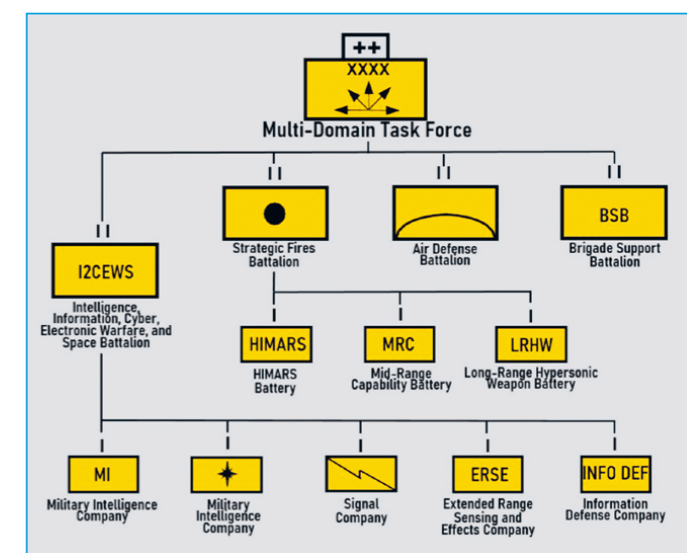 ++
XXXX
Multi-Domain Task Force
II
II
II
II
I2CEWS
Intelligence,
Information, Cyber,
Electronic Warfare, and
Space Battalion
Strategic Fires
Battalion
Air Defense
Battalion
BSB
Brigade Support
Battalion
I
I
I
HIMARS
HIMARS
Battery
MRC
Mid-Range
Capability Battery
LRHW
Long-Range Hypersonic
Weapon Battery
I
I
I
I
I
MI
Military Intelligence
Company
Military
Intelligence
Company
Signal
Company
ERSE
Extended Range
Sensing and
Effects Company
INFO DEF
Information
Defense Company